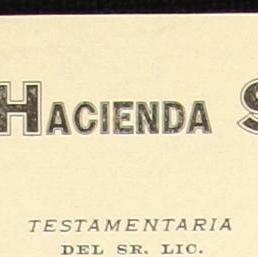 HACIENDA S
TESTAMENTARIA
DEL SR. LIC.